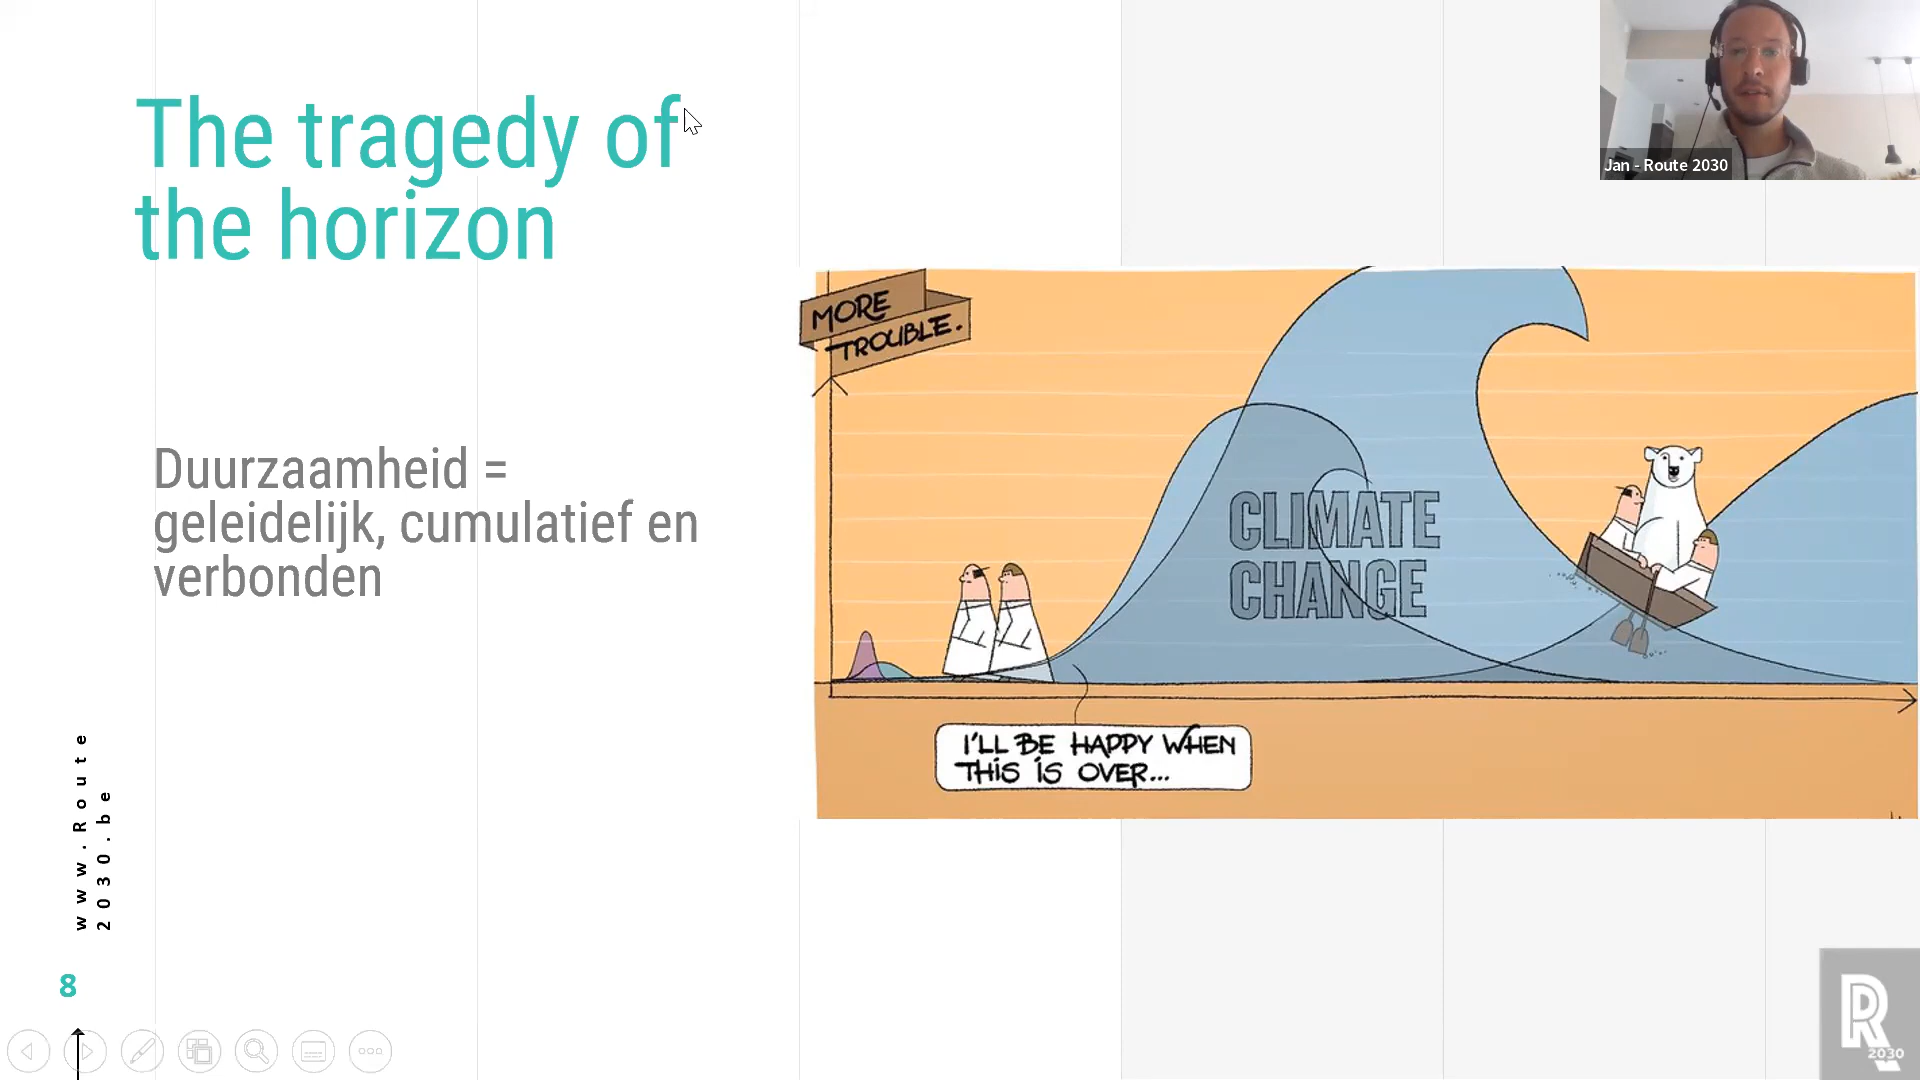 The tragedy of
the horizon
Jan - Route 2030
Duurzaamheid =
geleidelijk, cumulatief en
verbonden
MORE
TROUBLE.
CLIMATE
CHANGE
I'LL BE HAPPY WHEN
THIS IS OVER...
www.Route
2030.be
8
R
2030